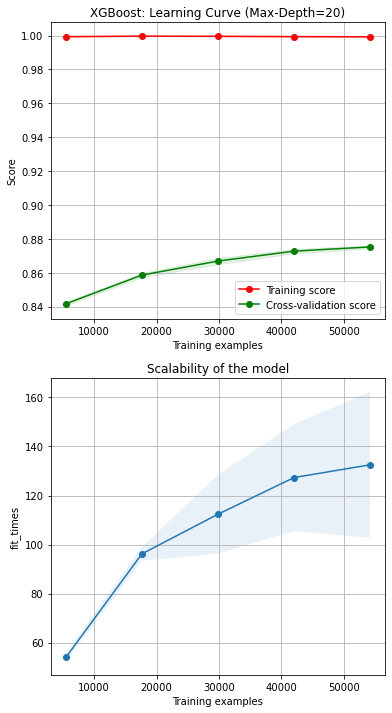 XGBoost: Learning Curve (Max-Depth=20)
1.00
0.98
0.96
0.94
0.92
0.90
0.88
0.86
0.84
Score
Training score
Cross-validation score
10000 20000 30000 40000 50000
Training examples
Scalability of the model
160
140
120
100
80
60
fit_times
10000 20000 30000 40000 50000
Training examples